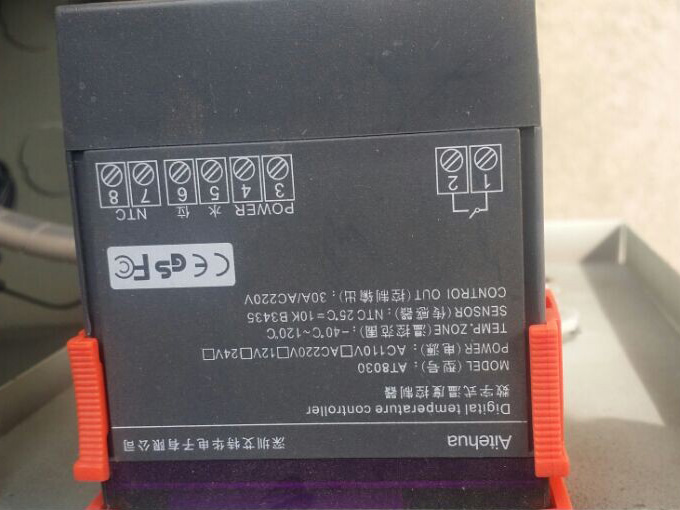 Aitehua 深圳艾特华电子有限公司
Digital temperature controller
数字式温度控制器
MODEL (型号): AT8030
POWER (电源): AC110V□AC220V□12V□24V□
TEMP.ZONE (温控范围): -40℃~120℃
SENSOR (传感器): NTC 25℃=10K B3435
CONTROI OUT (控制输出): 30A/AC220V
CE GS FC
POWER 水 位 NTC
1 2 3 4 5 6 7 8